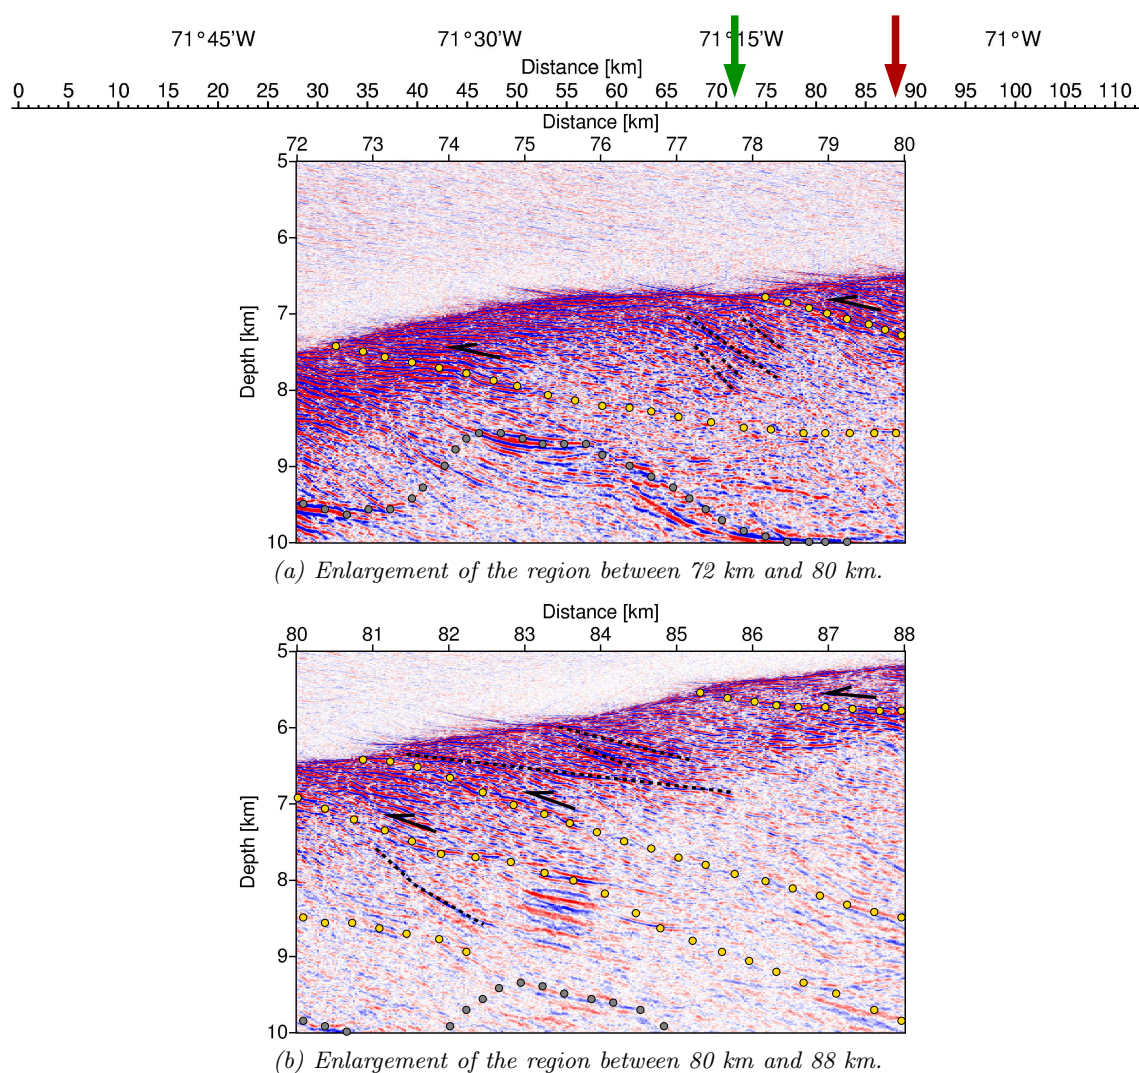 71°45'W 71°30'W 71°15'W 71°W
Distance [km]
0 5 10 15 20 25 30 35 40 45 50 55 60 65 70 75 80 85 90 95 100 105 110
Distance [km]
72 73 74 75 76 77 78 79 80
5
6
7
8
9
10
Depth [km]
(a) Enlargement of the region between 72 km and 80 km.
Distance [km]
80 81 82 83 84 85 86 87 88
5
6
7
8
9
10
Depth [km]
(b) Enlargement of the region between 80 km and 88 km.